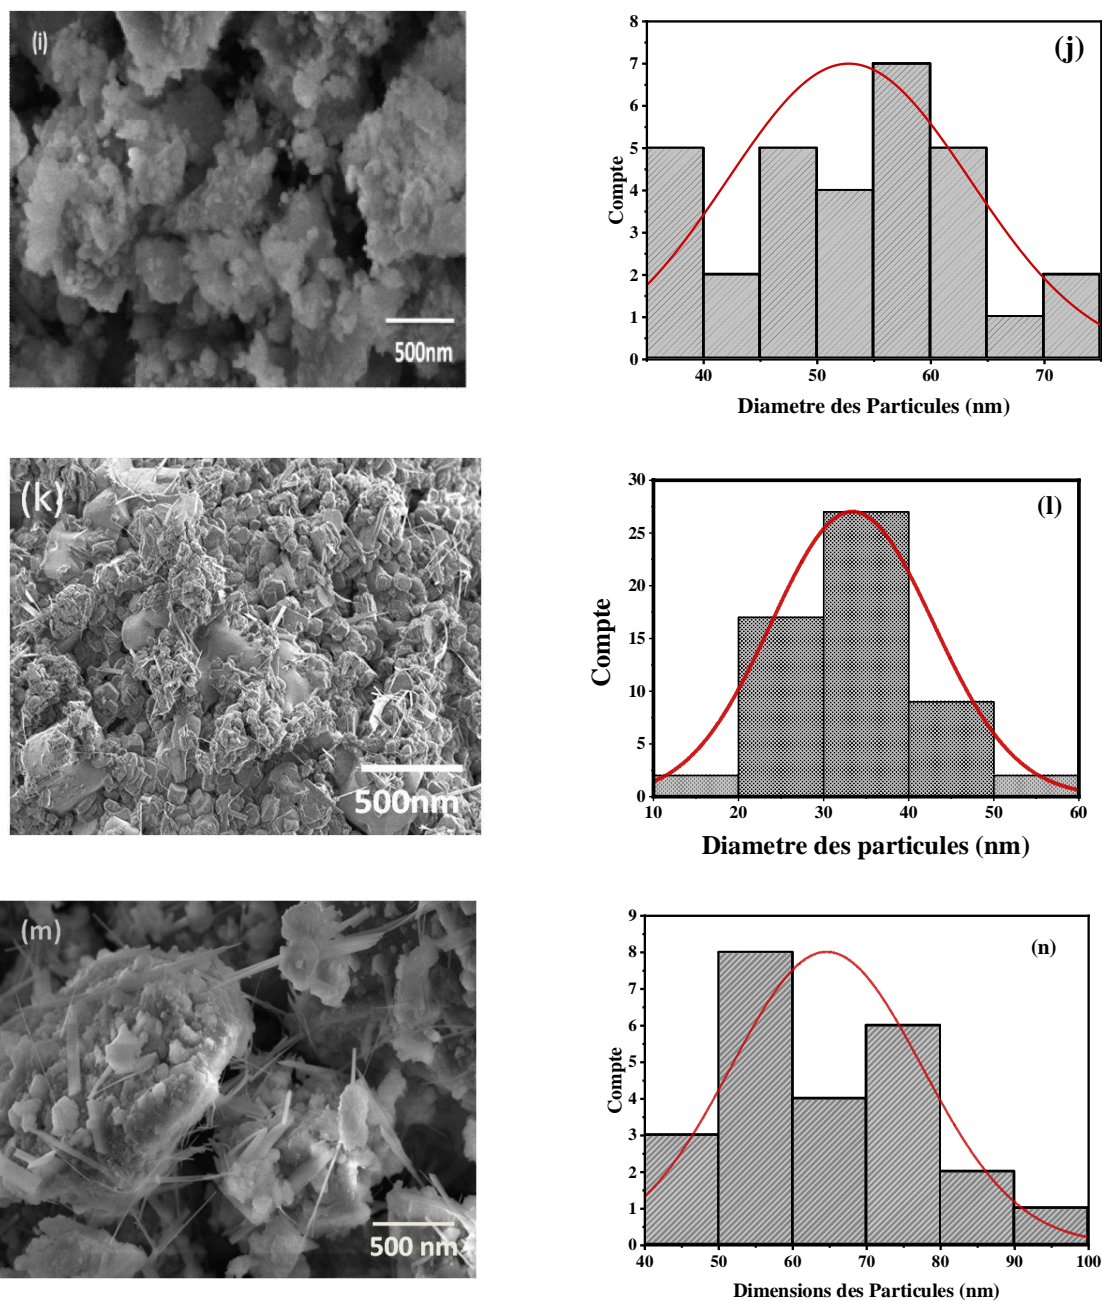 (i)
500nm
(j)
8
7
6
5
4
3
2
1
0
40 50 60 70
Compte
Diametre des Particules (nm)
(k)
500nm
(l)
30
25
20
15
10
5
0
10 20 30 40 50 60
Compte
Diametre des particules (nm)
(m)
500 nm
(n)
9
8
7
6
5
4
3
2
1
0
40 50 60 70 80 90 100
Compte
Dimensions des Particules (nm)